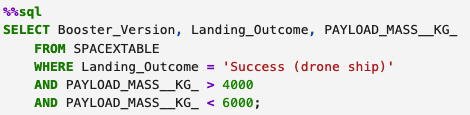 %%sql
SELECT Booster_Version, Landing_Outcome, PAYLOAD_MASS__KG_
FROM SPACEXTABLE
WHERE Landing_Outcome = 'Success (drone ship)'
AND PAYLOAD_MASS__KG_ > 4000
AND PAYLOAD_MASS__KG_ < 6000;